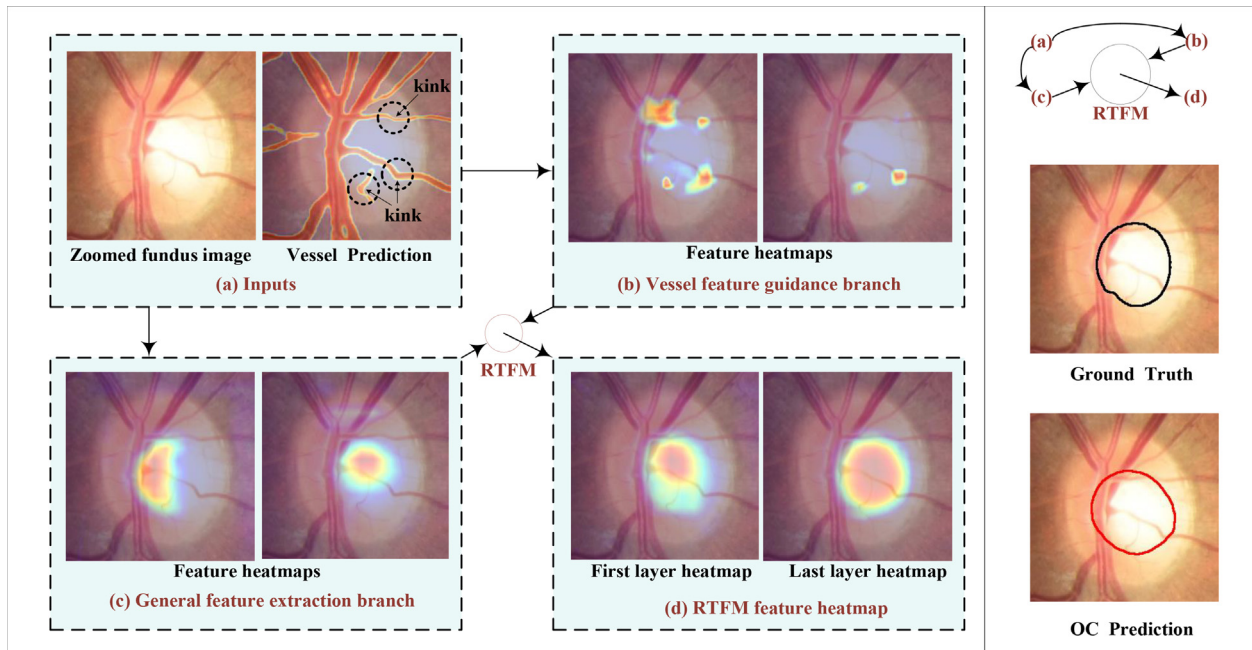 kink
kink
Zoomed fundus image
Vessel Prediction
(a) Inputs
Feature heatmaps
(b) Vessel feature guidance branch
RTFM
Feature heatmaps
(c) General feature extraction branch
First layer heatmap
Last layer heatmap
(d) RTFM feature heatmap
(a)
(b)
(c)
(d)
RTFM
Ground Truth
OC Prediction